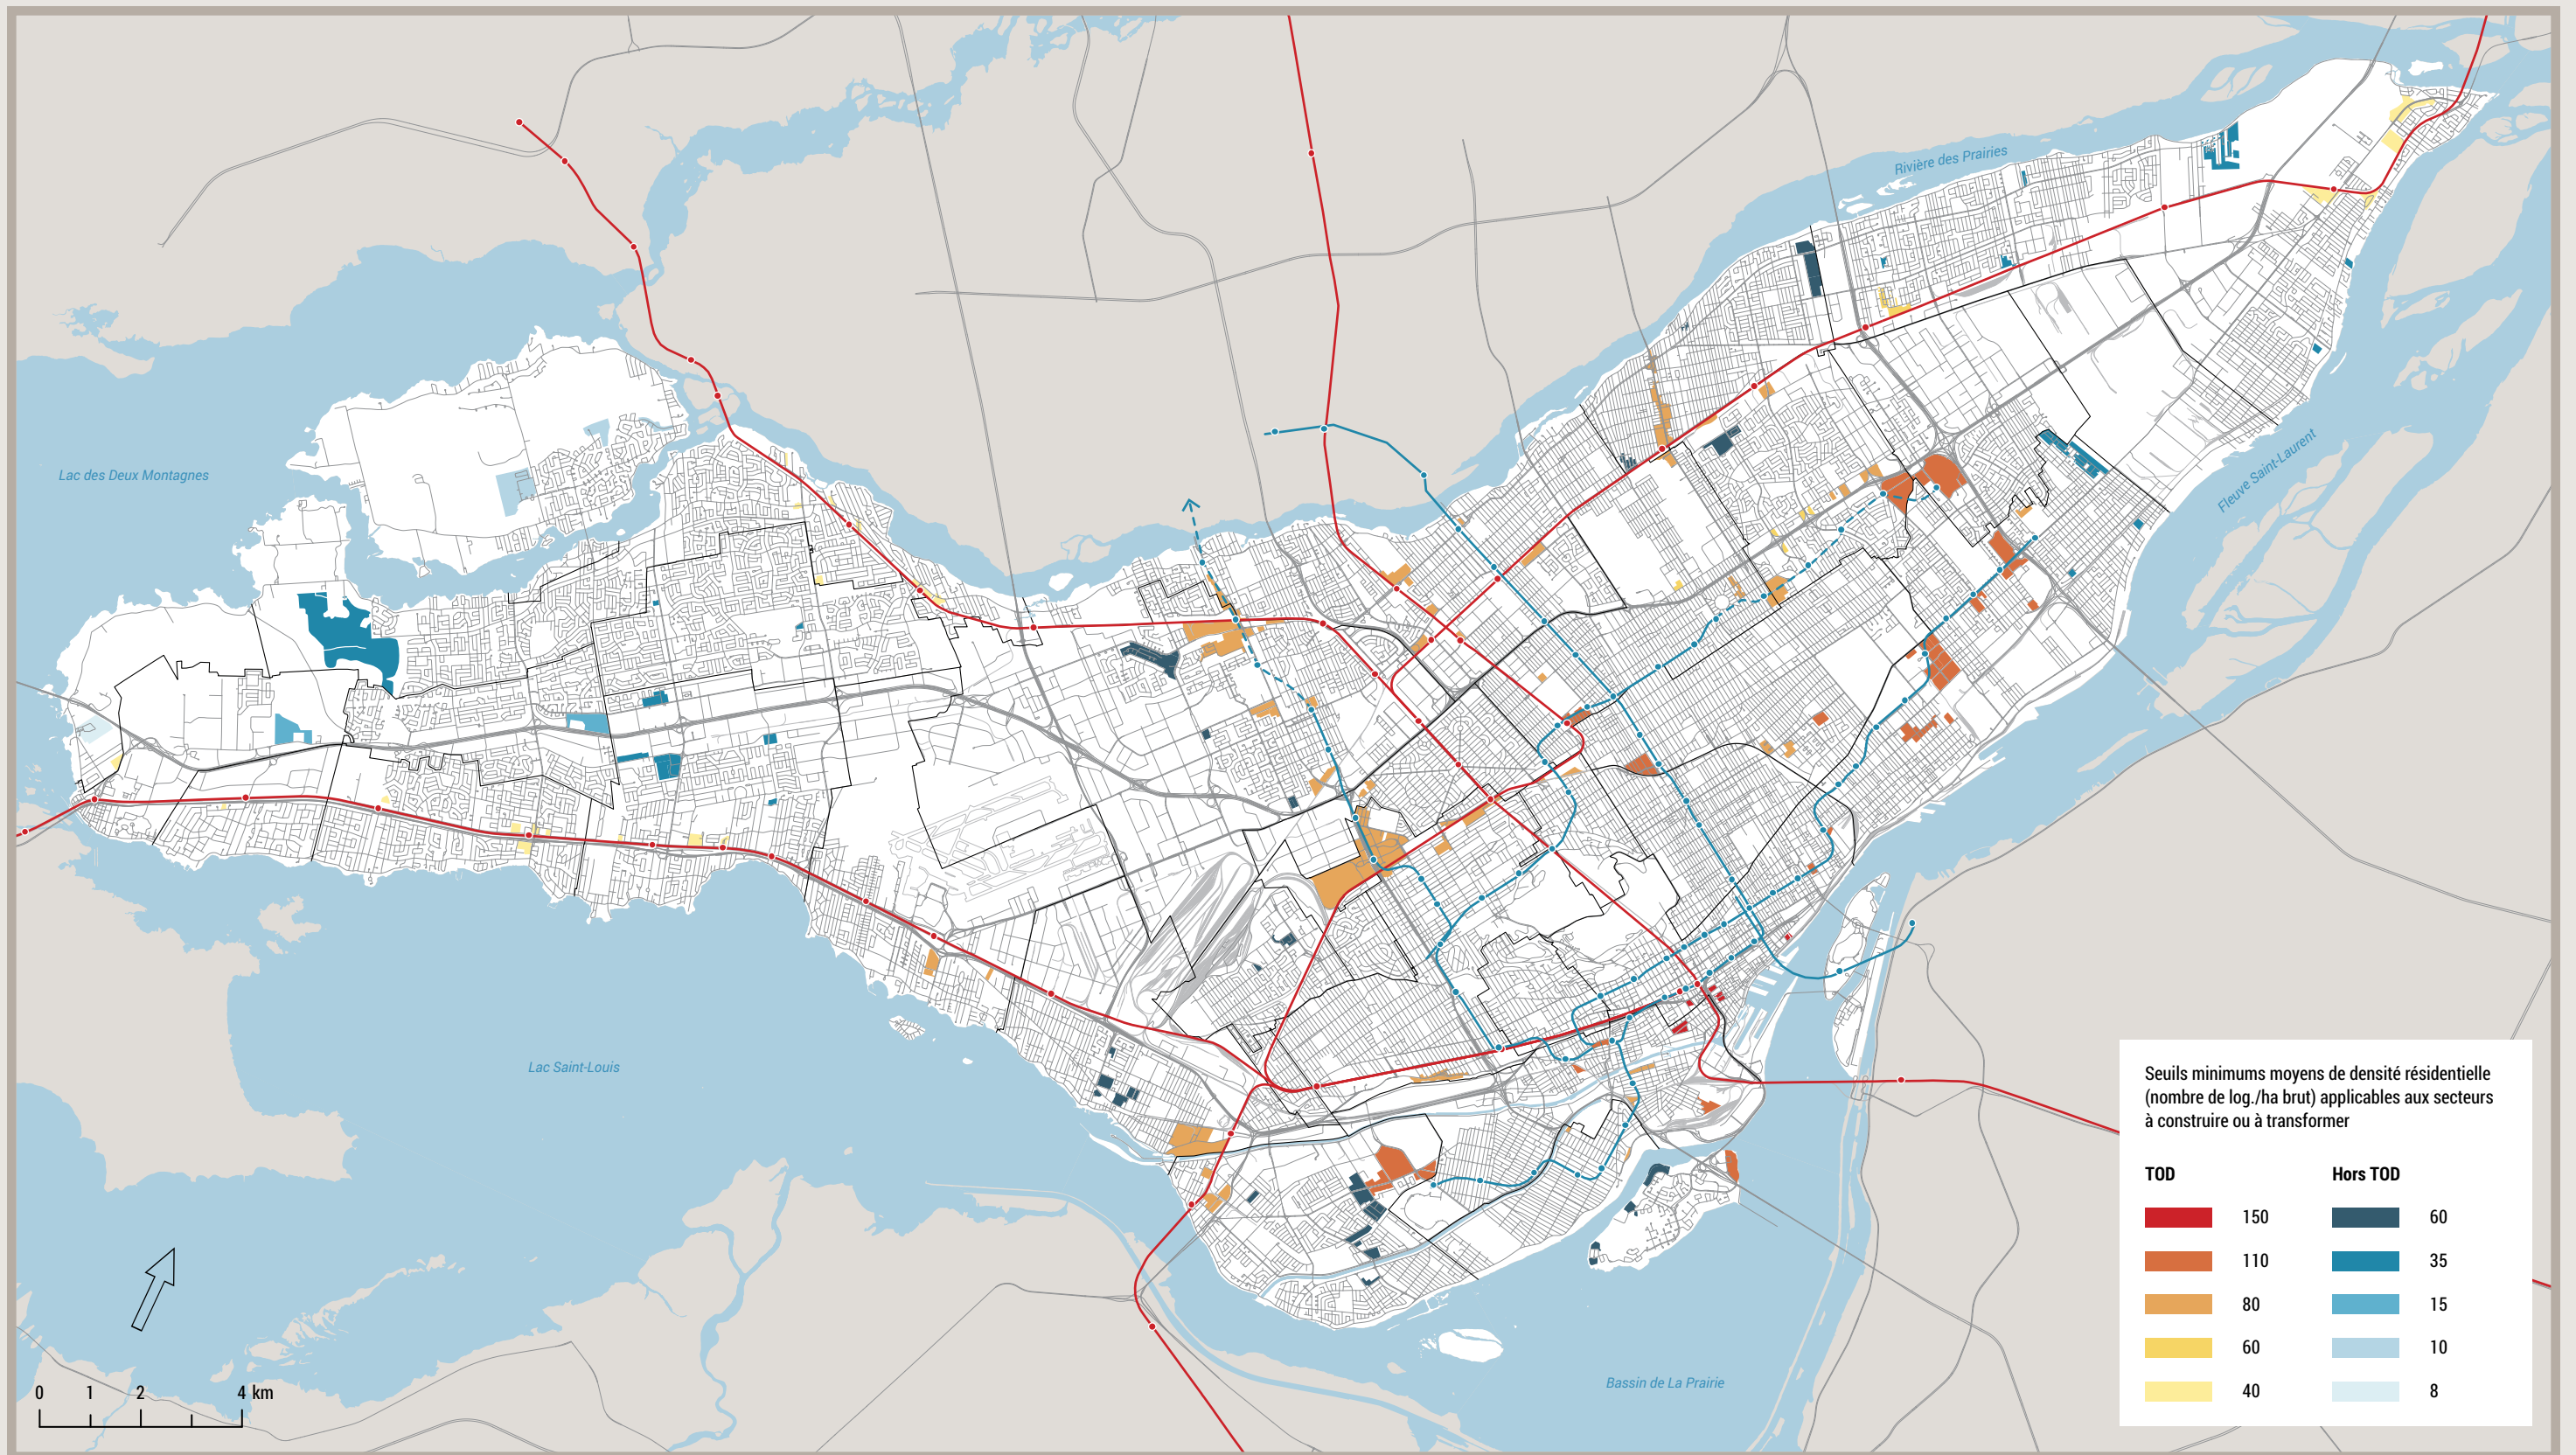 Rivière des Prairies
Lac des Deux Montagnes
Fleuve Saint-Laurent
Lac Saint-Louis
Bassin de La Prairie
0 1 2 4 km
Seuils minimums moyens de densité résidentielle
(nombre de log./ha brut) applicables aux secteurs
à construire ou à transformer
TOD Hors TOD
150 60
110 35
80 15
60 10
40 8